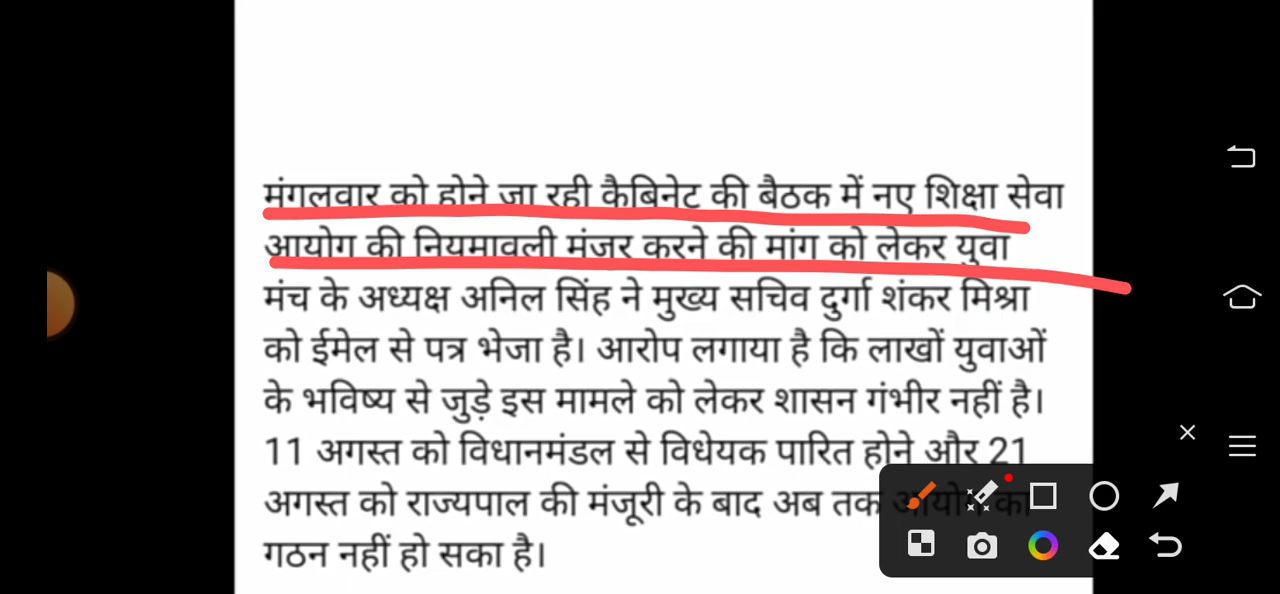 मंगलवार को होने जा रही कैबिनेट की बैठक में नए शिक्षा सेवा
आयोग की नियमावली मंजूर करने की मांग को लेकर युवा
मंच के अध्यक्ष अनिल सिंह ने मुख्य सचिव दुर्गा शंकर मिश्रा
को ईमेल से पत्र भेजा है। आरोप लगाया है कि लाखों युवाओं
के भविष्य से जुड़े इस मामले को लेकर शासन गंभीर नहीं है।
11 अगस्त को विधानमंडल से विधेयक पारित होने और 21
अगस्त को राज्यपाल की मंजूरी के बाद अब तक आयोग का
गठन नहीं हो सका है।